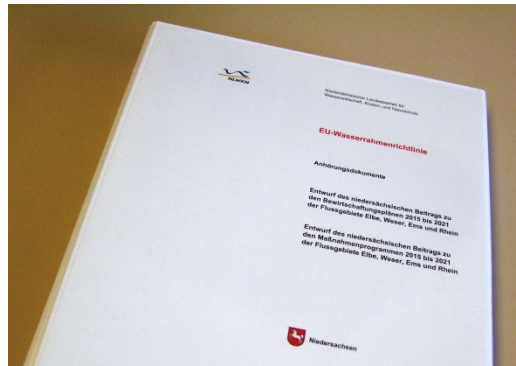 NLWKN
Niedersächsischer Landesbetrieb für
Wasserwirtschaft, Küsten- und Naturschutz
EU-Wasserrahmenrichtlinie
Anhörungsdokumente
Entwurf des niedersächsischen Beitrags zu
den Bewirtschaftungsplänen 2015 bis 2021
der Flussgebiete Elbe, Weser, Ems und Rhein
Entwurf des niedersächsischen Beitrags zu
den Maßnahmenprogrammen 2015 bis 2021
der Flussgebiete Elbe, Weser, Ems und Rhein
Niedersachsen